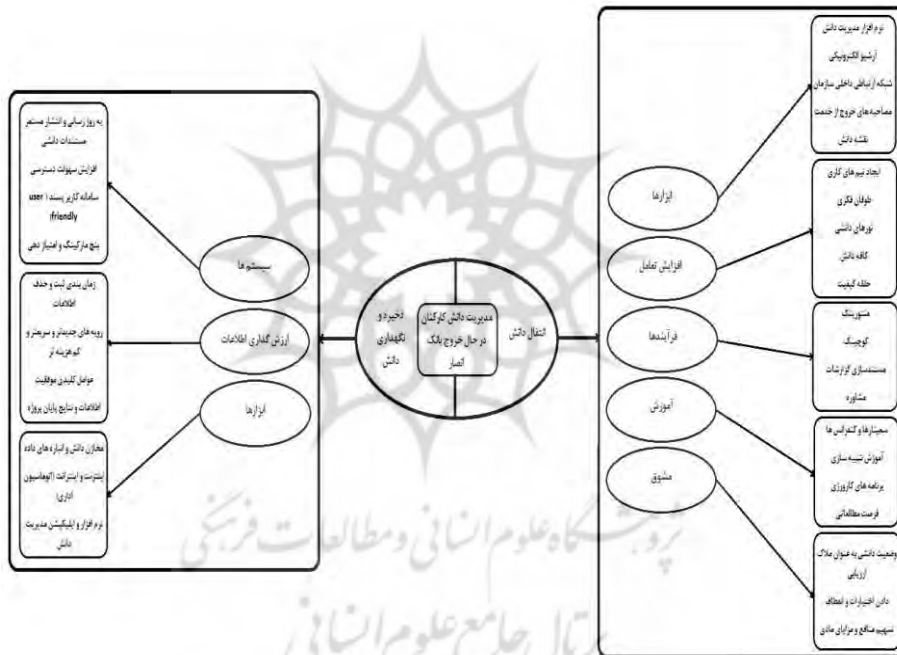 نرم افزار مدیریت دانش
آرشیو الکترونیکی
شبکه ارتباطی داخلی سازمان
مصاحبه های خروج از خدمت
نقشه دانش
ایجاد تیم های کاری
طوفان فکری
تورهای دانشی
کافه دانش
حلقه کیفیت
منتورینگ
کوچینگ
مستندسازی گزارشات
مشاوره
سمینارها و کنفرانس ها
آموزش شبیه سازی
برنامه های کارورزی
فرصت مطالعاتی
وضعیت دانشی به عنوان ملاک
ارزیابی
دادن اختیارات و انعطاف
تسهیم منافع و مزایای مادی
ابزارها
افزایش تعامل
فرآیندها
آموزش
مشوق
انتقال دانش
مدیریت دانش کارکنان
در حال خروج بانک
انصار
ذخیره و
نگهداری
دانش
سیستم ها
ارزش گذاری اطلاعات
ابزارها
به روز رسانی و انتشار مستمر
مستندات دانشی
افزایش سهولت دسترسی
سامانه کاربر پسند ( user
friendly)
بنچ مارکینگ و امتیاز دهی
زمان بندی ثبت و حذف
اطلاعات
رویه های جدیدتر و سریعتر و
کم هزینه تر
عوامل کلیدی موفقیت
اطلاعات و نتایج پایان پروژه
مخازن دانش و انباره های داده
اینترنت و اینترانت (اتوماسیون
اداری)
نرم افزار و اپلیکیشن مدیریت
دانش
پژوهشگاه علوم انسانی و مطالعات فرهنگی
پرتال جامع علوم انسانی